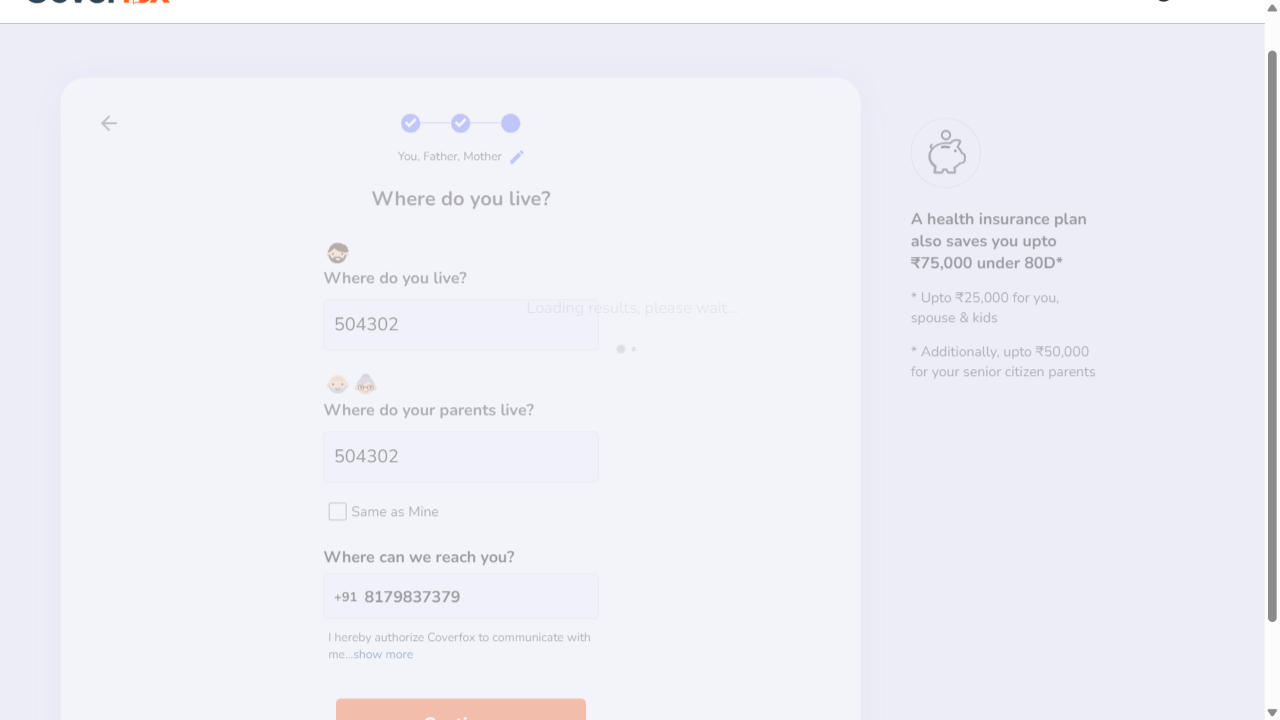 You, Father, Mother
Where do you live?
Where do you live?
504302
Loading results, please wait...
Where do your parents live?
504302
Same as Mine
Where can we reach you?
+91 8179837379
I hereby authorize Coverfox to communicate with
me...show more
A health insurance plan
also saves you upto
₹75,000 under 80D*
* Upto ₹25,000 for you,
spouse & kids
* Additionally, upto ₹50,000
for your senior citizen parents